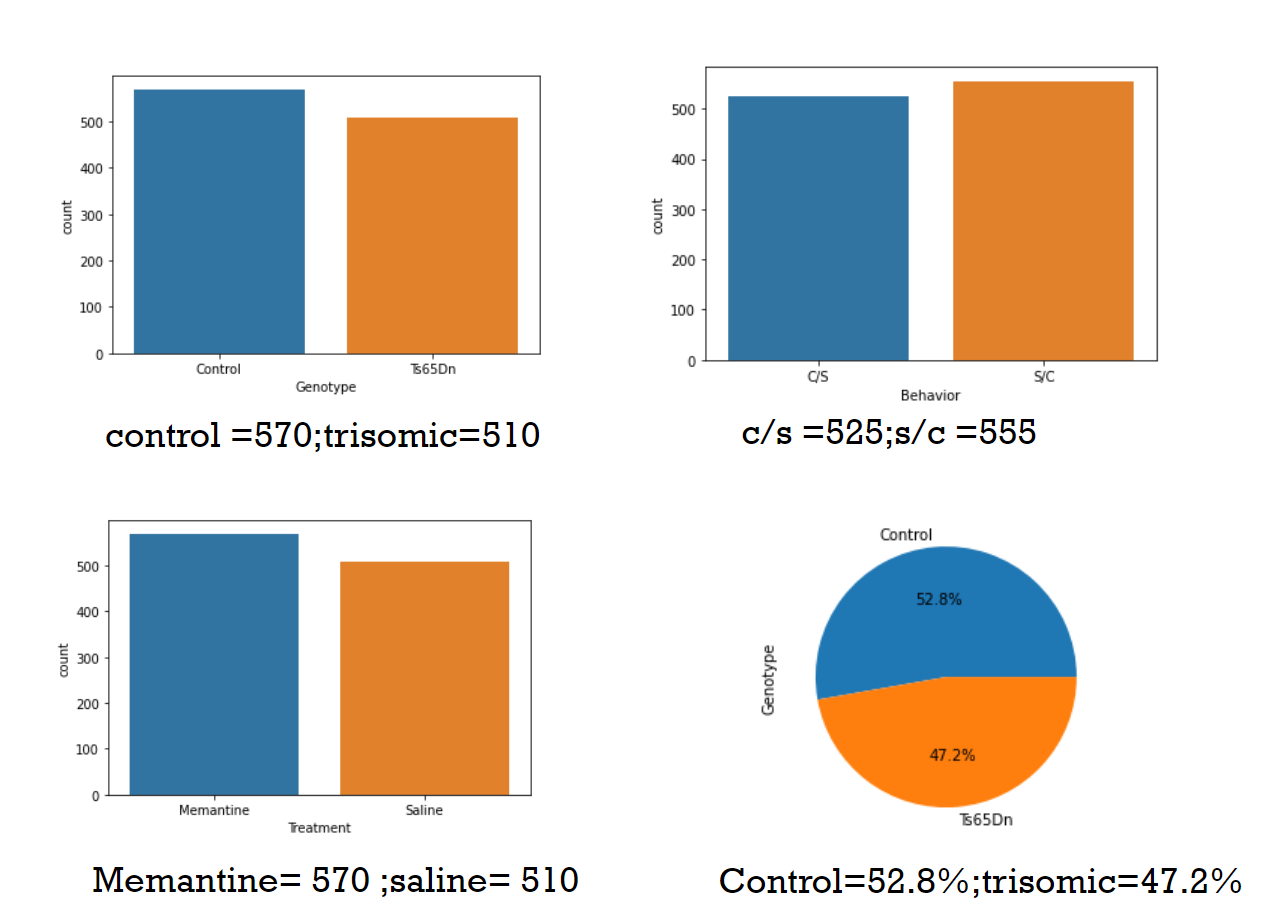 500
400
300
200
100
0
count
Control Ts65Dn
Genotype
control =570;trisomic=510
500
400
300
200
100
0
count
C/S S/C
Behavior
c/s =525;s/c =555
500
400
300
200
100
0
count
Memantine Saline
Treatment
Memantine= 570 ;saline= 510
Control
52.8%
Genotype
47.2%
Ts65Dn
Control=52.8%;trisomic=47.2%